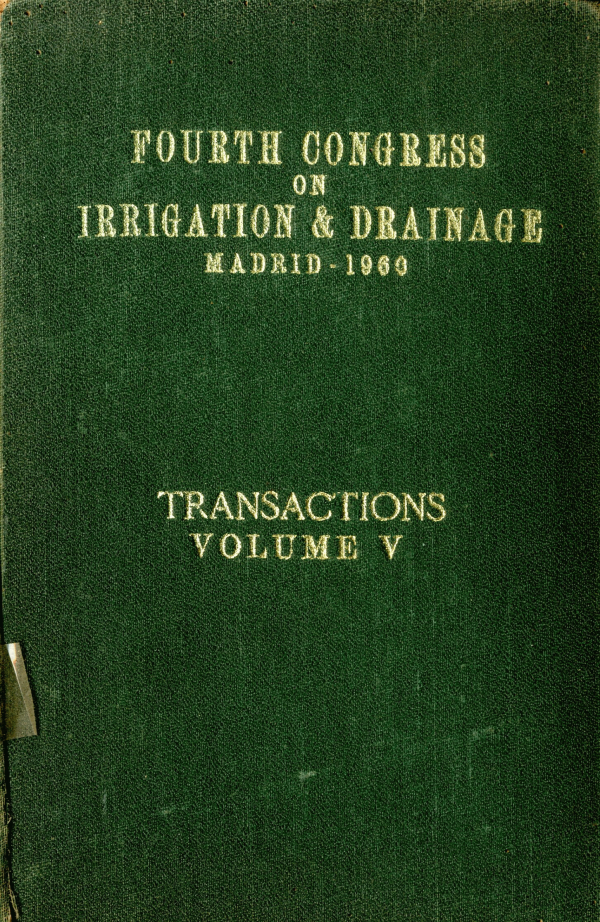 FOURTH CONGRESS
ON
IRRIGATION & DRAINAGE
MADRID-1960
TRANSACTIONS
VOLUME V